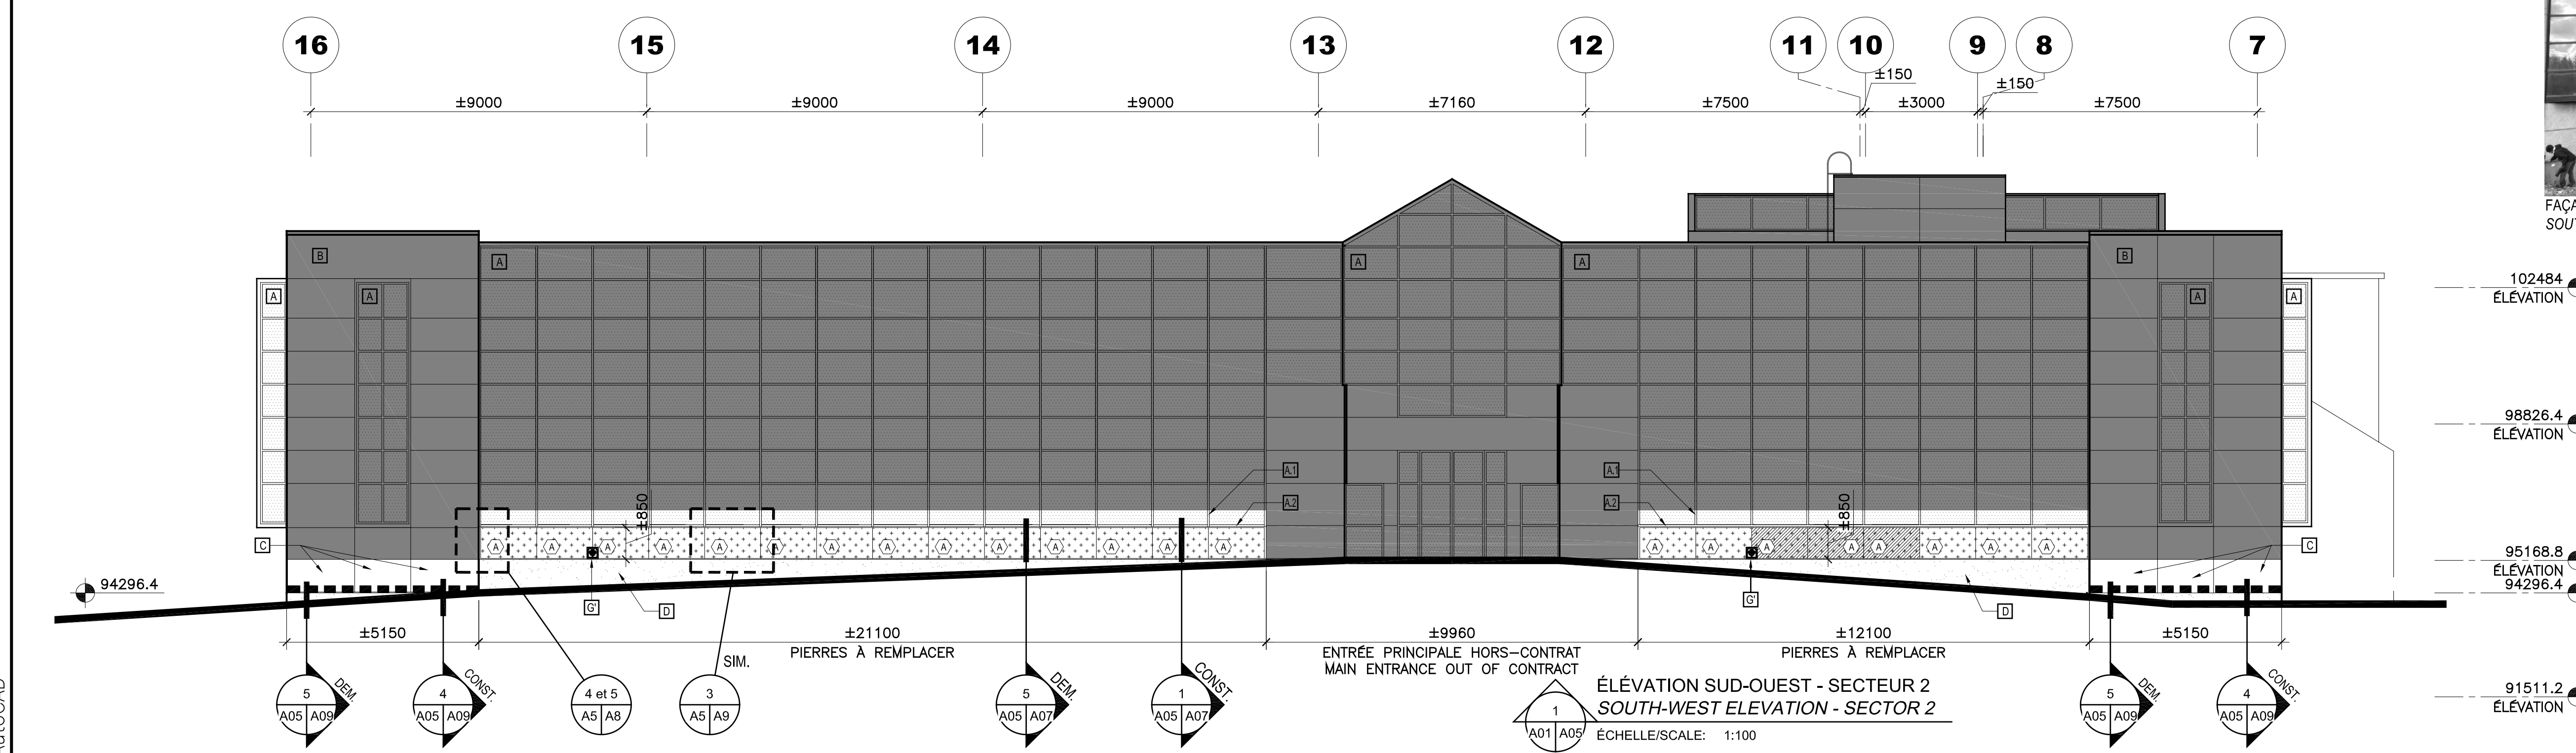 16 15 14 13 12 11 10 9 8 7
±150
±150
±9000 ±9000 ±9000 ±7160 ±7500 ±3000 ±7500
FAÇA
SOUT
B A A A B
A A A A
102484
ÉLÉVATION
98826.4
ÉLÉVATION
A.1 A.1
A.2 A.2
±850 ±850
A A A A A A A A A A A A A A A A A A A A A A
C C
95168.8
ÉLÉVATION
94296.4 94296.4
G' D G' D
±5150 ±21100 ±9960 ±12100 ±5150
PIERRES À REMPLACER
ENTRÉE PRINCIPALE HORS-CONTRAT
MAIN ENTRANCE OUT OF CONTRACT
PIERRES À REMPLACER
SIM.
5 DEM.
A05 A09
4 CONST.
A05 A09
4 et 5
A5 A8
3
A5 A9
5 DEM.
A05 A07
1 CONST.
A05 A07
1
A01 A05
ÉLÉVATION SUD-OUEST - SECTEUR 2
SOUTH-WEST ELEVATION - SECTOR 2
ÉCHELLE/SCALE: 1:100
5 DEM.
A05 A09
4 CONST.
A05 A09
91511.2
ÉLÉVATION
AutoCAD